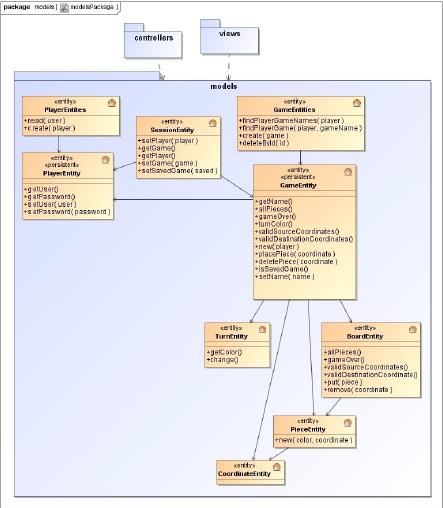 package models [ modelsPackage ]
controllers
views
models
«entity»
PlayerEntites
+read( user )
+create( player )
«entity»
SessionEntity
+setPlayer( player )
+getGame()
+getPlayer()
+setGame( game )
+setSavedGame( saved )
«entity»
GameEntities
+findPlayerGameNames( player )
+findPlayerGame( player, gameName )
+create( game )
+deleteById( id )
«entity»
«persistent»
PlayerEntity
+getUser()
+getPassword()
+setUser( user )
+setPassword( password )
«entity»
«persistent»
GameEntity
+getName()
+allPieces()
+gameOver()
+turnColor()
+validSourceCoordinates()
+validDestinationCoordinates()
+new( player )
+placePiece( coordinate )
+deletePiece( coordinate )
+isSavedGame()
+setName( name )
«entity»
TurnEntity
+getColor()
+change()
«entity»
BoardEntity
+allPieces()
+gameOver()
+validSourceCoordinates()
+validDestinationCoordinate()
+put( piece )
+remove( coordinate )
«entity»
PieceEntity
+new( color, coordinate )
«entity»
CoordinateEntity